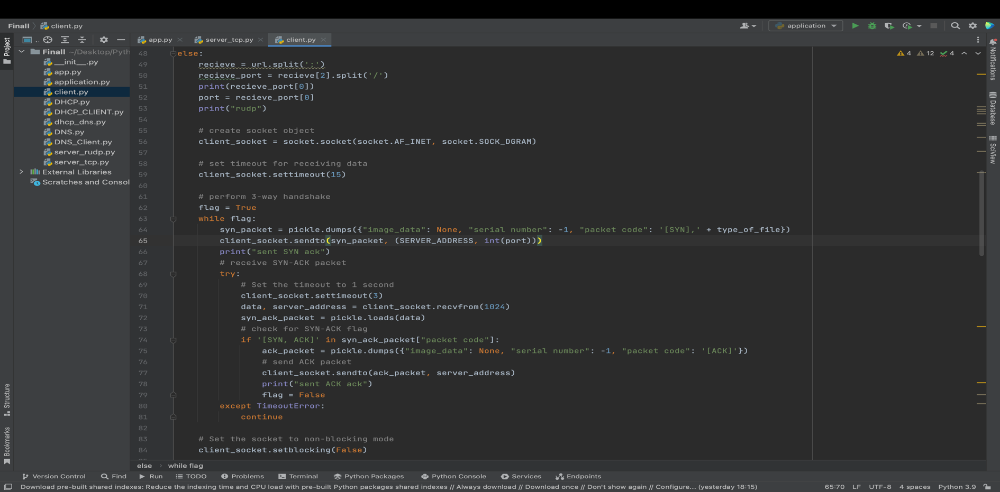 Finall
client.py
application
Project
..
app.py
server_tcp.py
client.py
Finall ~/Desktop/Pyth
__init__.py
app.py
application.py
client.py
DHCP.py
DHCP_CLIENT.py
dhcp_dns.py
DNS.py
DNS_Client.py
server_rudp.py
server_tcp.py
External Libraries
Scratches and Consol
4 12 4
48 else:
49 recieve = url.split(':')
50 recieve_port = recieve[2].split('/')
51 print(recieve_port[0])
52 port = recieve_port[0]
53 print("rudp")
54
55 # create socket object
56 client_socket = socket.socket(socket.AF_INET, socket.SOCK_DGRAM)
57
58 # set timeout for receiving data
59 client_socket.settimeout(15)
60
61 # perform 3-way handshake
62 flag = True
63 while flag:
64 syn_packet = pickle.dumps({"image_data": None, "serial number": -1, "packet code": '[SYN],' + type_of_file})
65 client_socket.sendto(syn_packet, (SERVER_ADDRESS, int(port)))
66 print("sent SYN ack")
67 # receive SYN-ACK packet
68 try:
69 # Set the timeout to 1 second
70 client_socket.settimeout(3)
71 data, server_address = client_socket.recvfrom(1024)
72 syn_ack_packet = pickle.loads(data)
73 # check for SYN-ACK flag
74 if '[SYN, ACK]' in syn_ack_packet["packet code"]:
75 ack_packet = pickle.dumps({"image_data": None, "serial number": -1, "packet code": '[ACK]'})
76 # send ACK packet
77 client_socket.sendto(ack_packet, server_address)
78 print("sent ACK ack")
79 flag = False
80 except TimeoutError:
81 continue
82
83 # Set the socket to non-blocking mode
84 client_socket.setblocking(False)
else
while flag
Notifications
Database
SciView
Structure
Bookmarks
Version Control
Find
Run
TODO
Problems
Terminal
Python Packages
Python Console
Services
Endpoints
Download pre-built shared indexes: Reduce the indexing time and CPU load with pre-built Python packages shared indexes // Always download // Download once // Don't show again // Configure... (yesterday 18:15)
65:70 LF UTF-8 4 spaces Python 3.9